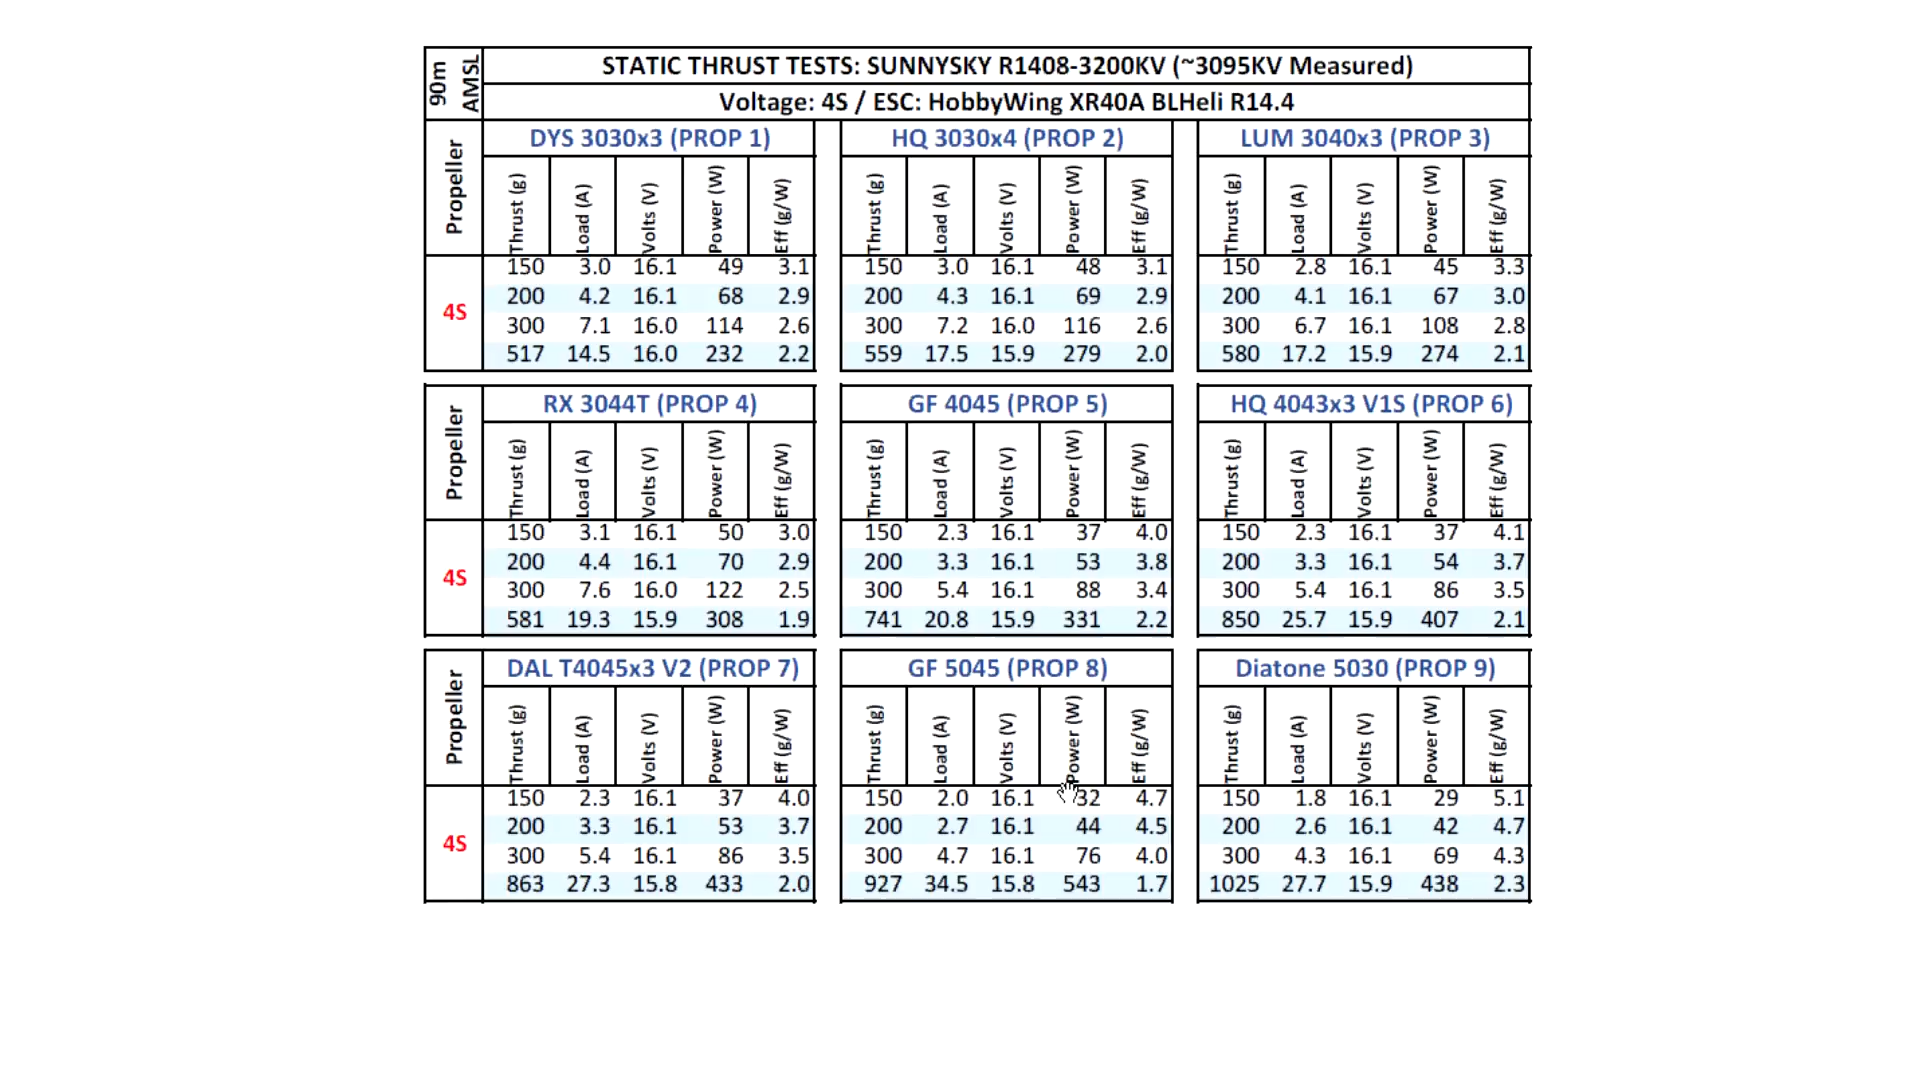 90m AMSL
STATIC THRUST TESTS: SUNNYSKY R1408-3200KV (~3095KV Measured)
Voltage: 4S / ESC: HobbyWing XR40A BLHeli R14.4
Propeller DYS 3030x3 (PROP 1) HQ 3030x4 (PROP 2) LUM 3040x3 (PROP 3)
Thrust (g) Load (A) Volts (V) Power (W) Eff (g/W) Thrust (g) Load (A) Volts (V) Power (W) Eff (g/W) Thrust (g) Load (A) Volts (V) Power (W) Eff (g/W)
4S
150 3.0 16.1 49 3.1 150 3.0 16.1 48 3.1 150 2.8 16.1 45 3.3
200 4.2 16.1 68 2.9 200 4.3 16.1 69 2.9 200 4.1 16.1 67 3.0
300 7.1 16.0 114 2.6 300 7.2 16.0 116 2.6 300 6.7 16.1 108 2.8
517 14.5 16.0 232 2.2 559 17.5 15.9 279 2.0 580 17.2 15.9 274 2.1
Propeller RX 3044T (PROP 4) GF 4045 (PROP 5) HQ 4043x3 V1S (PROP 6)
Thrust (g) Load (A) Volts (V) Power (W) Eff (g/W) Thrust (g) Load (A) Volts (V) Power (W) Eff (g/W) Thrust (g) Load (A) Volts (V) Power (W) Eff (g/W)
4S
150 3.1 16.1 50 3.0 150 2.3 16.1 37 4.0 150 2.3 16.1 37 4.1
200 4.4 16.1 70 2.9 200 3.3 16.1 53 3.8 200 3.3 16.1 54 3.7
300 7.6 16.0 122 2.5 300 5.4 16.1 88 3.4 300 5.4 16.1 86 3.5
581 19.3 15.9 308 1.9 741 20.8 15.9 331 2.2 850 25.7 15.9 407 2.1
Propeller DAL T4045x3 V2 (PROP 7) GF 5045 (PROP 8) Diatone 5030 (PROP 9)
Thrust (g) Load (A) Volts (V) Power (W) Eff (g/W) Thrust (g) Load (A) Volts (V) Power (W) Eff (g/W) Thrust (g) Load (A) Volts (V) Power (W) Eff (g/W)
4S
150 2.3 16.1 37 4.0 150 2.0 16.1 32 4.7 150 1.8 16.1 29 5.1
200 3.3 16.1 53 3.7 200 2.7 16.1 44 4.5 200 2.6 16.1 42 4.7
300 5.4 16.1 86 3.5 300 4.7 16.1 76 4.0 300 4.3 16.1 69 4.3
863 27.3 15.8 433 2.0 927 34.5 15.8 543 1.7 1025 27.7 15.9 438 2.3